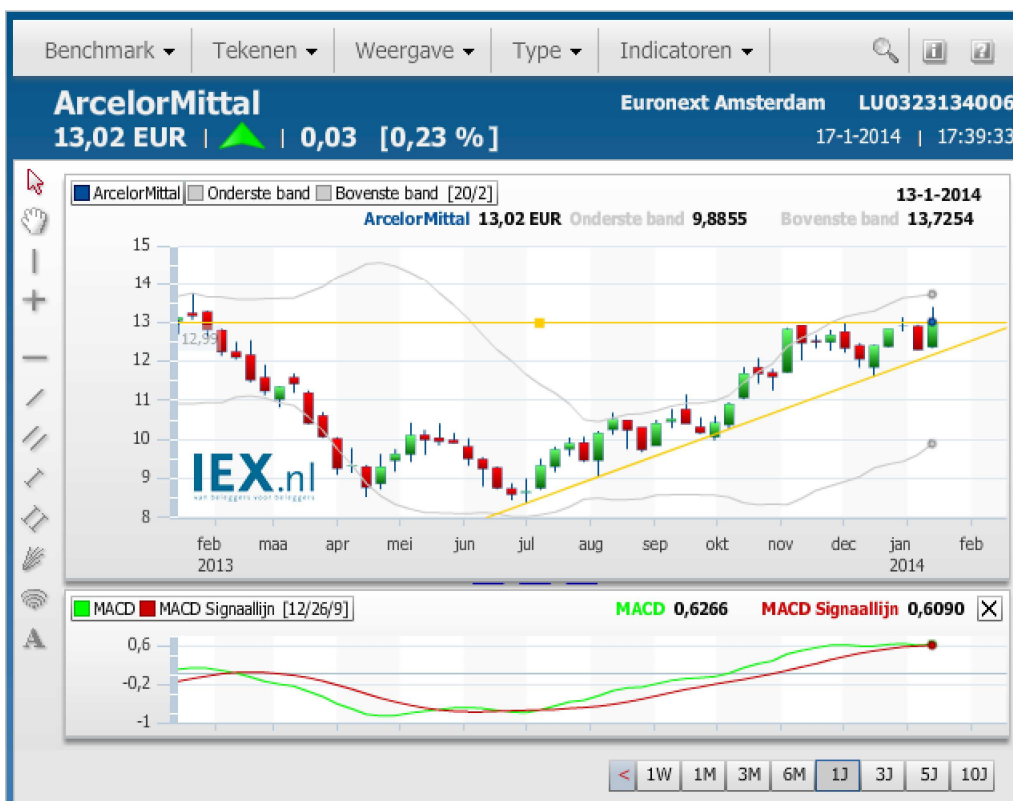 Benchmark Tekenen Weergave Type Indicatoren
ArcelorMittal Euronext Amsterdam LU0323134006
13,02 EUR | | 0,03 [0,23 %] 17-1-2014 | 17:39:33
ArcelorMittal Onderste band Bovenste band [20/2] 13-1-2014
ArcelorMittal 13,02 EUR Onderste band 9,8855 Bovenste band 13,7254
15
14
13
12,99
12
11
10
9
8
IEX.nl
van beleggers voor beleggers
feb maa apr mei jun jul aug sep okt nov dec jan feb
2013 2014
MACD MACD Signaallijn [12/26/9] MACD 0,6266 MACD Signaallijn 0,6090
0,6
-0,2
-1
A
< 1W 1M 3M 6M 1J 3J 5J 10J